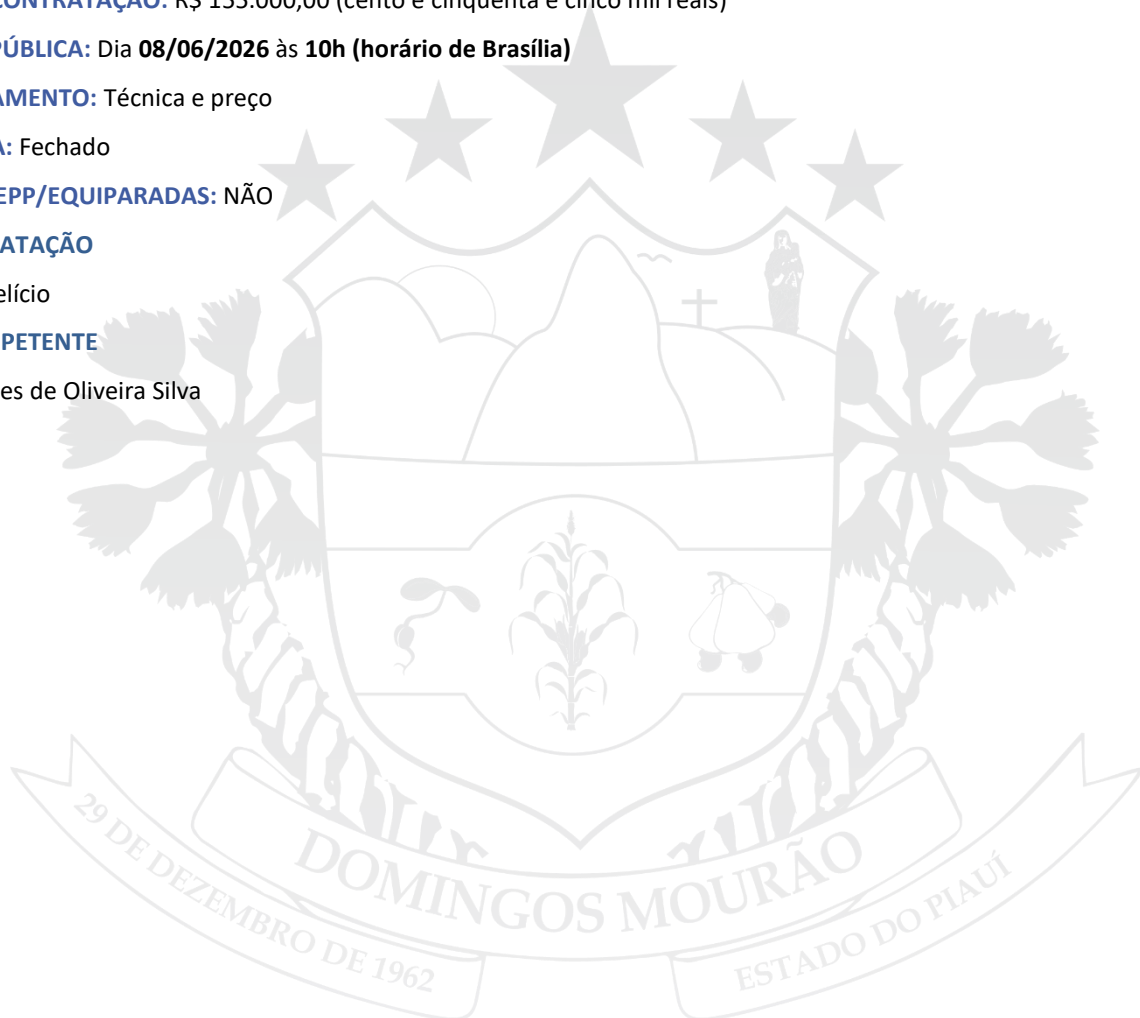 CONTRATAÇÃO: R$ 155.000,00 (cento e cinquenta e cinco mil reais)
PÚBLICA: Dia 08/06/2026 às 10h (horário de Brasília)
AMENTO: Técnica e preço
A: Fechado
EPP/EQUIPARADAS: NÃO
ATAÇÃO
elício
PETENTE
es de Oliveira Silva
29 DE DEZEMBRO DE 1962
DOMINGOS MOURÃO
ESTADO DO PIAUÍ